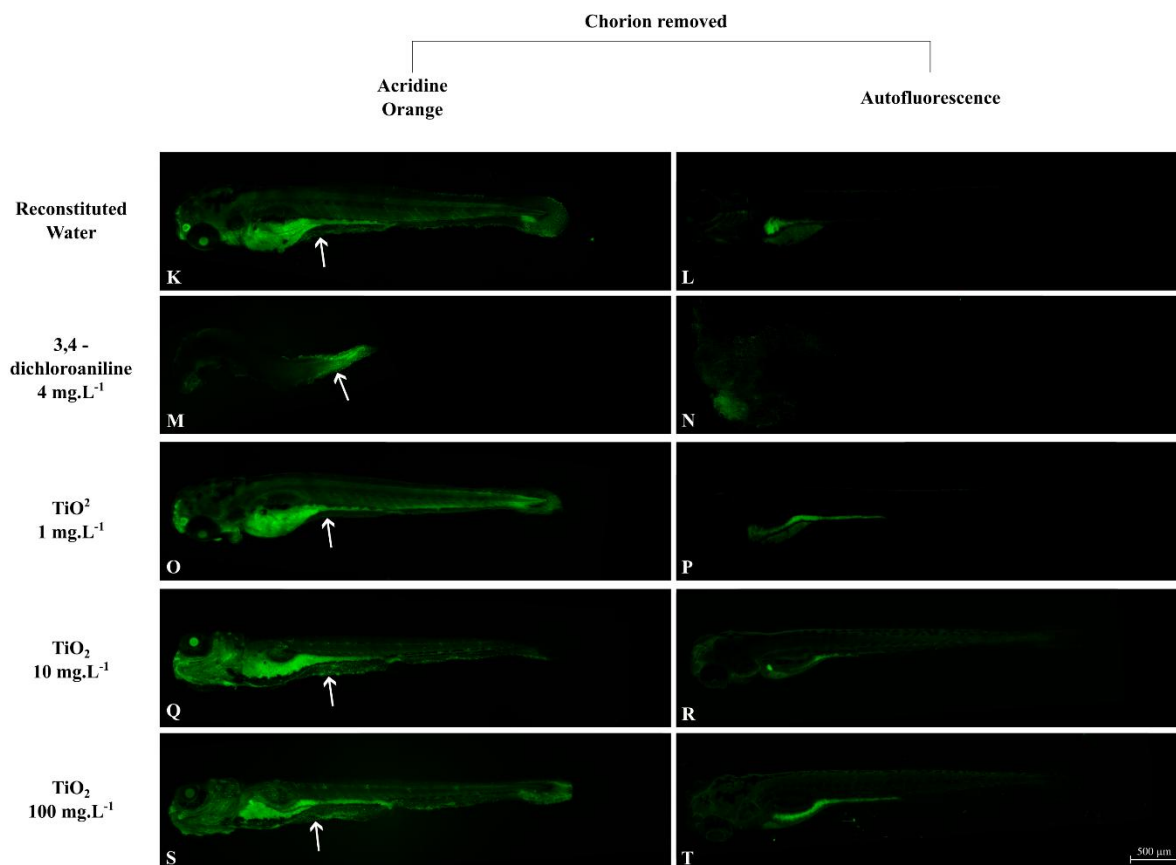 Chorion removed
Acridine
Orange
Autofluorescence
Reconstituted
Water
K
L
3,4 -
dichloroaniline
4 mg.L⁻¹
M
N
TiO²
1 mg.L⁻¹
O
P
TiO₂
10 mg.L⁻¹
Q
R
TiO₂
100 mg.L⁻¹
S
T
500 µm